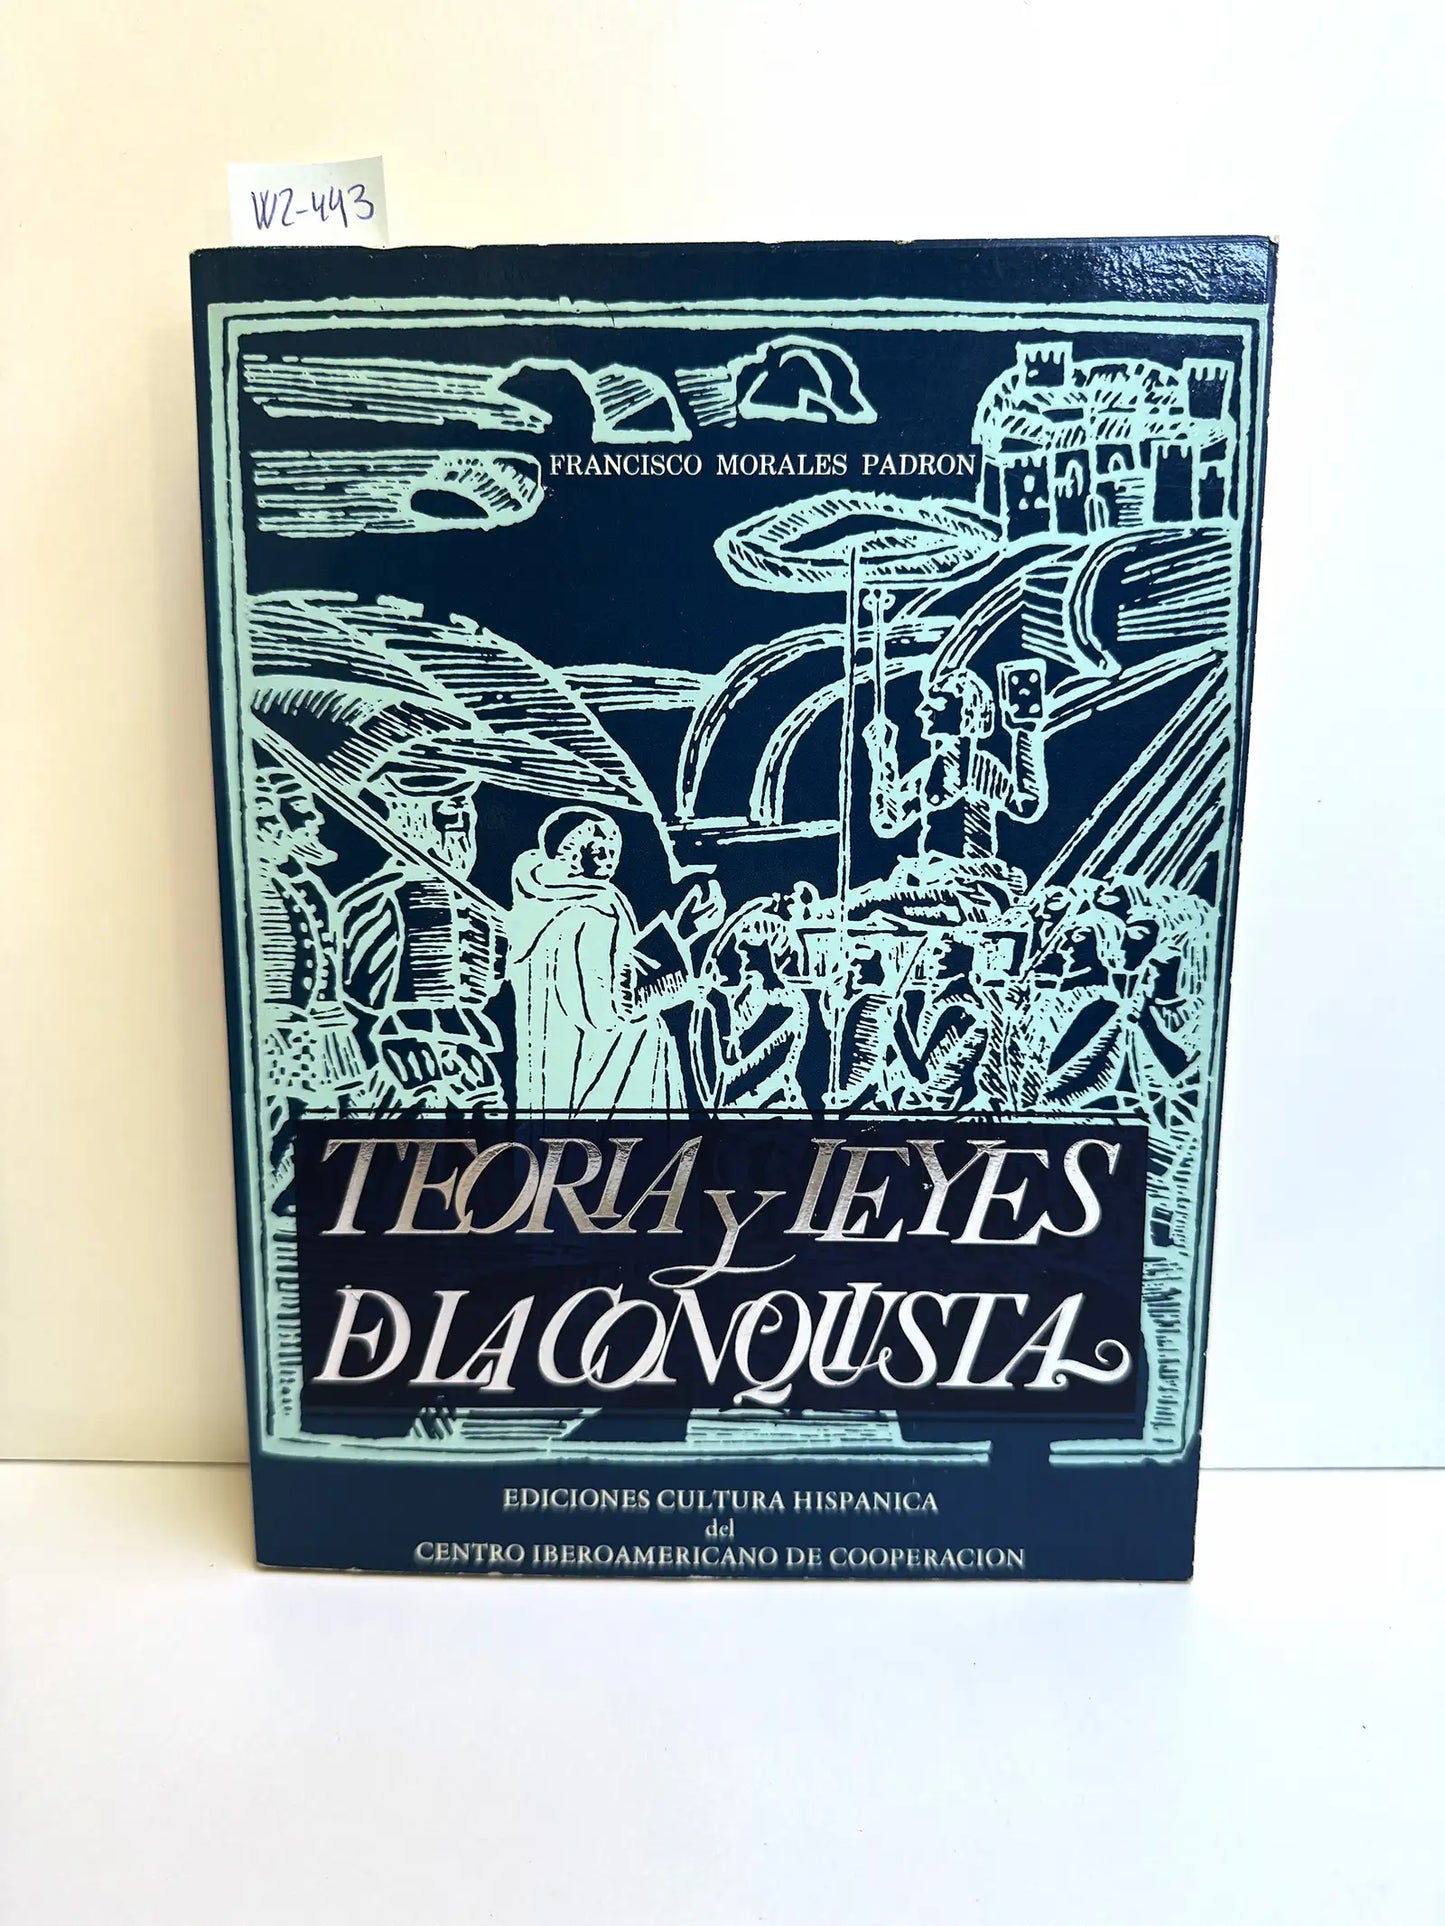 W2-443
FRANCISCO MORALES PADRON
TEORIA y LEYES
DE LA CONQUISTA
EDICIONES CULTURA HISPANICA
del
CENTRO IBEROAMERICANO DE COOPERACION